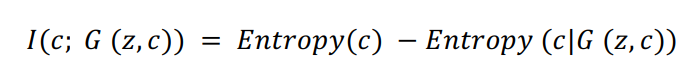 I(c; G (z, c)) = Entropy(c) − Entropy (c|G (z, c))